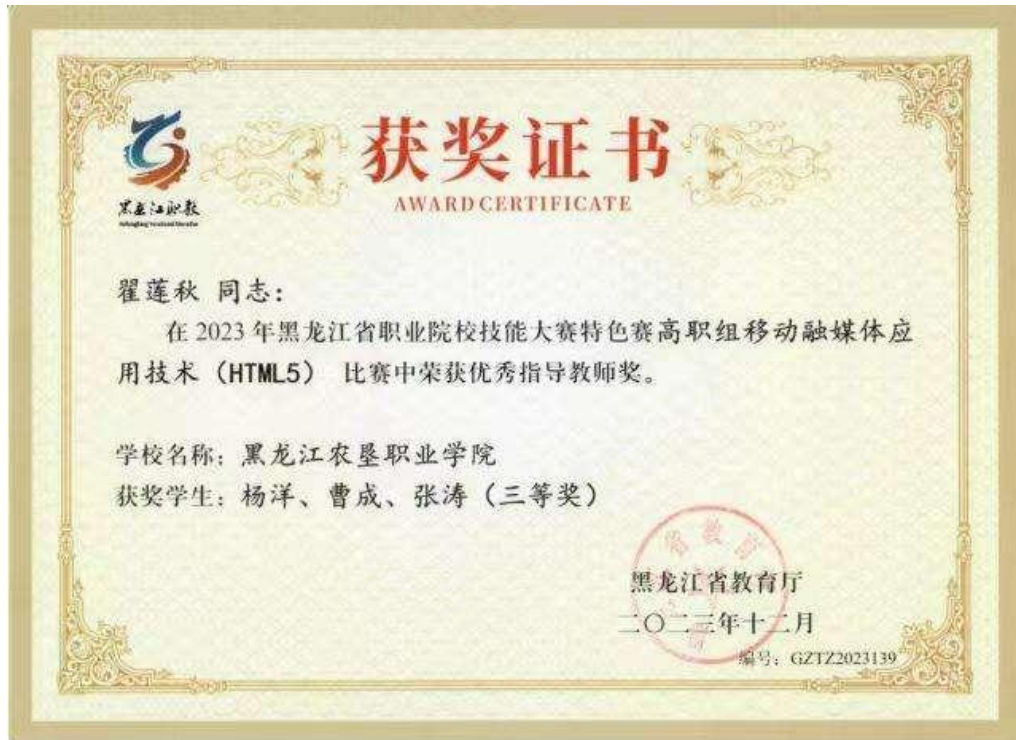 获奖证书
AWARD CERTIFICATE
黑龙江职教
翟莲秋 同志：
在 2023 年黑龙江省职业院校技能大赛特色赛高职组移动融媒体应
用技术（HTML5） 比赛中荣获优秀指导教师奖。
学校名称：黑龙江农垦职业学院
获奖学生：杨洋、曹成、张涛（三等奖）
黑龙江省教育厅
二〇二三年十二月
编号：GZTZ2023139